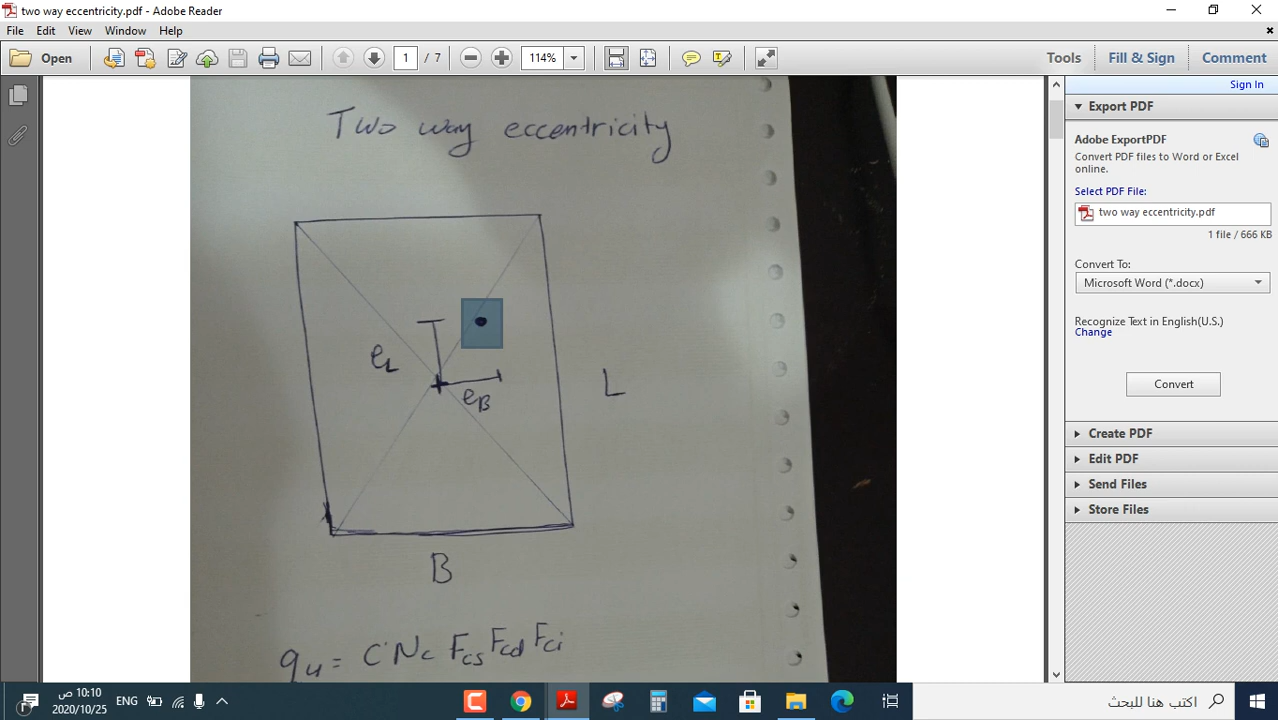 two way eccentricity.pdf - Adobe Reader
File Edit View Window Help
Open 1 / 7 114% Tools Fill & Sign Comment
Sign In
Export PDF
Adobe ExportPDF
Convert PDF files to Word or Excel
online.
Select PDF File:
two way eccentricity.pdf
1 file / 666 KB
Convert To:
Microsoft Word (*.docx)
Recognize Text in English(U.S.)
Change
Convert
Create PDF
Edit PDF
Send Files
Store Files
Two way eccentricity
eL
eB
L
B
qu = C'Nc Fcs Fcd Fci
10:10 ص
2020/10/25
ENG
اكتب هنا للبحث